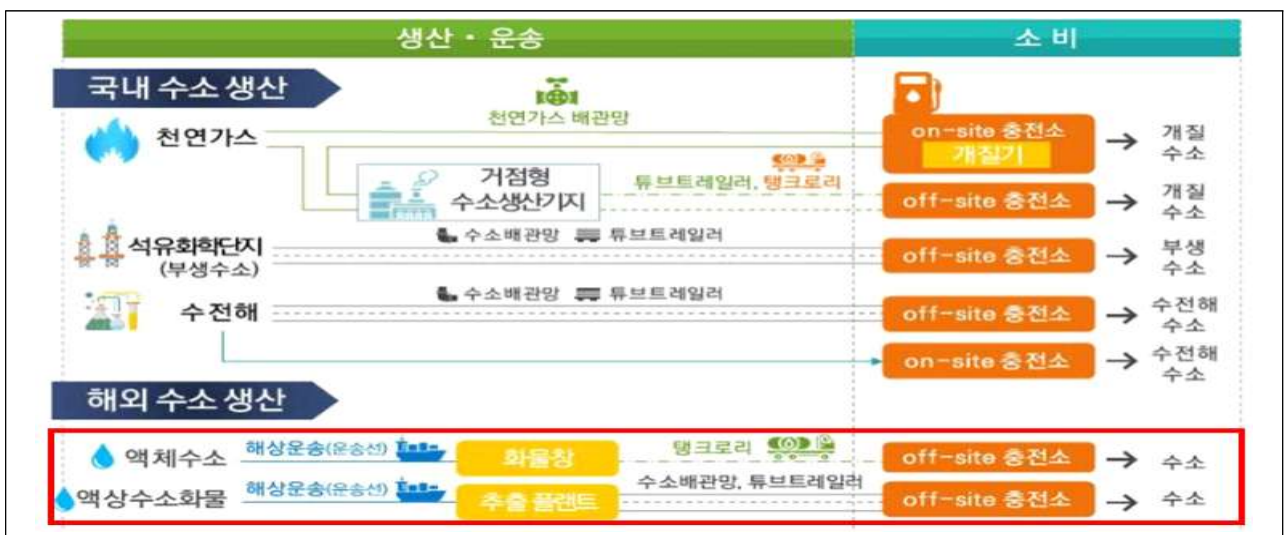 생산 · 운송
소 비
국내 수소 생산
천연가스 배관망
천연가스
on-site 충전소
개질기
개질
수소
거점형
수소생산기지
튜브트레일러, 탱크로리
off-site 충전소
개질
수소
석유화학단지
(부생수소)
수소배관망 튜브트레일러
off-site 충전소
부생
수소
수전해
수소배관망 튜브트레일러
off-site 충전소
수전해
수소
on-site 충전소
수전해
수소
해외 수소 생산
액체수소
해상운송(운송선)
화물창
탱크로리
off-site 충전소
수소
액상수소화물
해상운송(운송선)
추출 플랜트
수소배관망, 튜브트레일러
off-site 충전소
수소